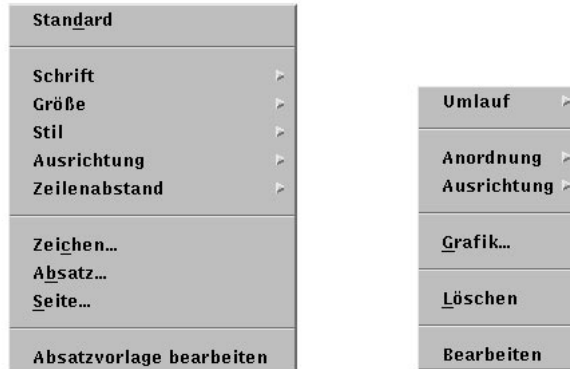 Standard
Schrift
Größe
Stil
Ausrichtung
Zeilenabstand
Zeichen...
Absatz...
Seite...
Absatzvorlage bearbeiten
Umlauf
Anordnung
Ausrichtung
Grafik...
Löschen
Bearbeiten